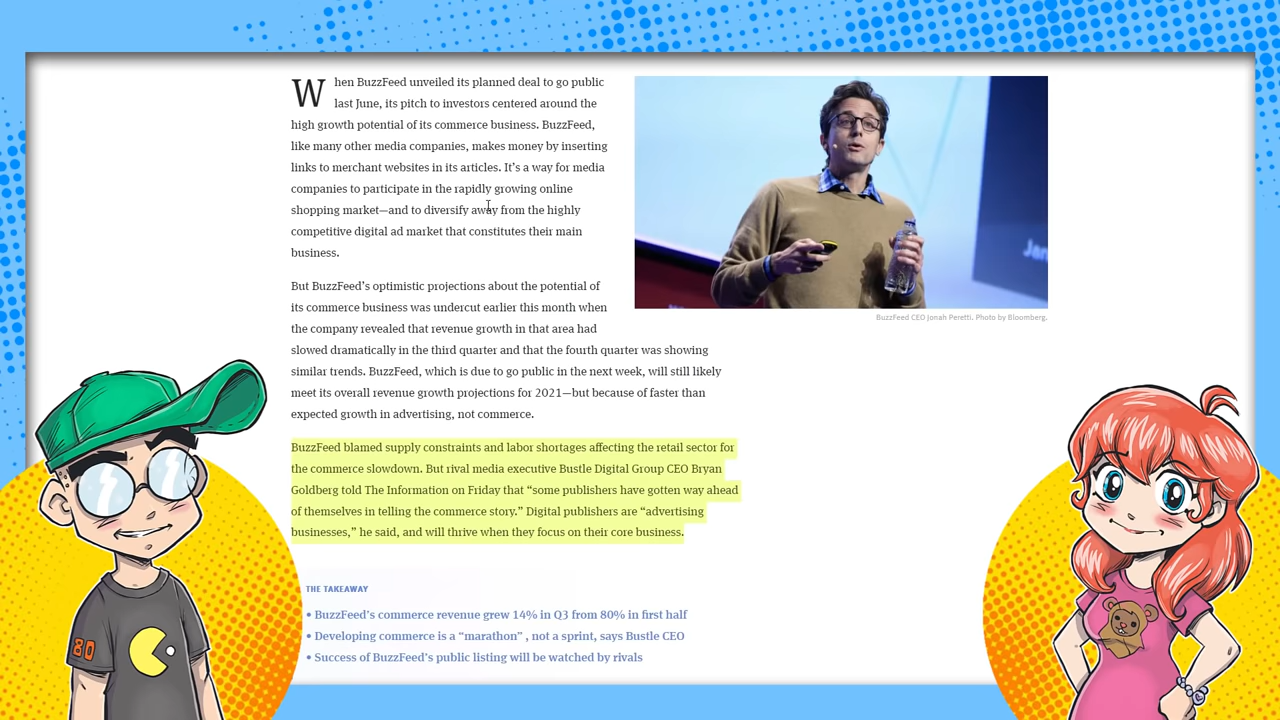 When BuzzFeed unveiled its planned deal to go public
last June, its pitch to investors centered around the
high growth potential of its commerce business. BuzzFeed,
like many other media companies, makes money by inserting
links to merchant websites in its articles. It’s a way for media
companies to participate in the rapidly growing online
shopping market—and to diversify away from the highly
competitive digital ad market that constitutes their main
business.
BuzzFeed CEO Jonah Peretti. Photo by Bloomberg.
But BuzzFeed’s optimistic projections about the potential of
its commerce business was undercut earlier this month when
the company revealed that revenue growth in that area had
slowed dramatically in the third quarter and that the fourth quarter was showing
similar trends. BuzzFeed, which is due to go public in the next week, will still likely
meet its overall revenue growth projections for 2021—but because of faster than
expected growth in advertising, not commerce.
BuzzFeed blamed supply constraints and labor shortages affecting the retail sector for
the commerce slowdown. But rival media executive Bustle Digital Group CEO Bryan
Goldberg told The Information on Friday that “some publishers have gotten way ahead
of themselves in telling the commerce story.” Digital publishers are “advertising
businesses,” he said, and will thrive when they focus on their core business.
THE TAKEAWAY
• BuzzFeed’s commerce revenue grew 14% in Q3 from 80% in first half
• Developing commerce is a “marathon” , not a sprint, says Bustle CEO
• Success of BuzzFeed’s public listing will be watched by rivals
80